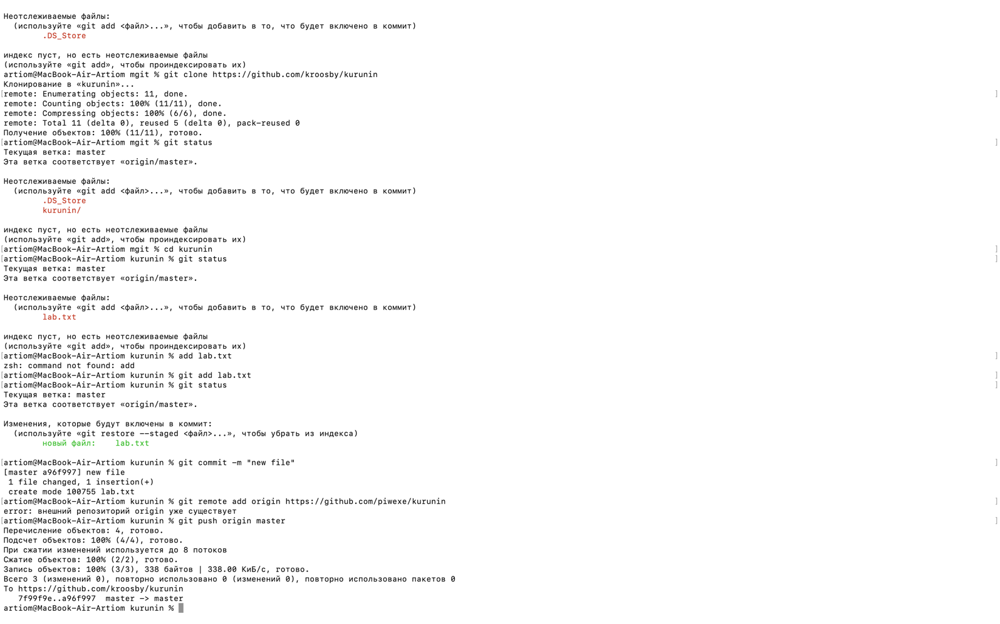 Неотслеживаемые файлы:
  (используйте «git add <файл>...», чтобы добавить в то, что будет включено в коммит)
        .DS_Store
индекс пуст, но есть неотслеживаемые файлы
(используйте «git add», чтобы проиндексировать их)
artiom@MacBook-Air-Artiom mgit % git clone https://github.com/kroosby/kurunin
Клонирование в «kurunin»...
[remote: Enumerating objects: 11, done. ]
remote: Counting objects: 100% (11/11), done.
remote: Compressing objects: 100% (6/6), done.
remote: Total 11 (delta 0), reused 5 (delta 0), pack-reused 0
Получение объектов: 100% (11/11), готово.
[artiom@MacBook-Air-Artiom mgit % git status ]
Текущая ветка: master
Эта ветка соответствует «origin/master».
Неотслеживаемые файлы:
  (используйте «git add <файл>...», чтобы добавить в то, что будет включено в коммит)
        .DS_Store
        kurunin/
индекс пуст, но есть неотслеживаемые файлы
(используйте «git add», чтобы проиндексировать их)
[artiom@MacBook-Air-Artiom mgit % cd kurunin ]
[artiom@MacBook-Air-Artiom kurunin % git status ]
Текущая ветка: master
Эта ветка соответствует «origin/master».
Неотслеживаемые файлы:
  (используйте «git add <файл>...», чтобы добавить в то, что будет включено в коммит)
        lab.txt
индекс пуст, но есть неотслеживаемые файлы
(используйте «git add», чтобы проиндексировать их)
[artiom@MacBook-Air-Artiom kurunin % add lab.txt ]
zsh: command not found: add
[artiom@MacBook-Air-Artiom kurunin % git add lab.txt ]
[artiom@MacBook-Air-Artiom kurunin % git status ]
Текущая ветка: master
Эта ветка соответствует «origin/master».
Изменения, которые будут включены в коммит:
  (используйте «git restore --staged <файл>...», чтобы убрать из индекса)
        новый файл:    lab.txt
[artiom@MacBook-Air-Artiom kurunin % git commit -m "new file" ]
[master a96f997] new file
 1 file changed, 1 insertion(+)
 create mode 100755 lab.txt
[artiom@MacBook-Air-Artiom kurunin % git remote add origin https://github.com/piwexe/kurunin ]
error: внешний репозиторий origin уже существует
[artiom@MacBook-Air-Artiom kurunin % git push origin master ]
Перечисление объектов: 4, готово.
Подсчет объектов: 100% (4/4), готово.
При сжатии изменений используется до 8 потоков
Сжатие объектов: 100% (2/2), готово.
Запись объектов: 100% (3/3), 338 байтов | 338.00 КиБ/с, готово.
Всего 3 (изменений 0), повторно использовано 0 (изменений 0), повторно использовано пакетов 0
To https://github.com/kroosby/kurunin
   7f99f9e..a96f997  master -> master
artiom@MacBook-Air-Artiom kurunin %